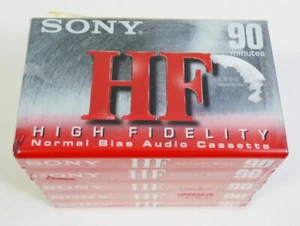 SONY 90
minutes
HF
HIGH FIDELITY
Normal Bias Audio Cassette
SONY HF 90
SONY HF 90
SONY HF 90
SONY HF 90